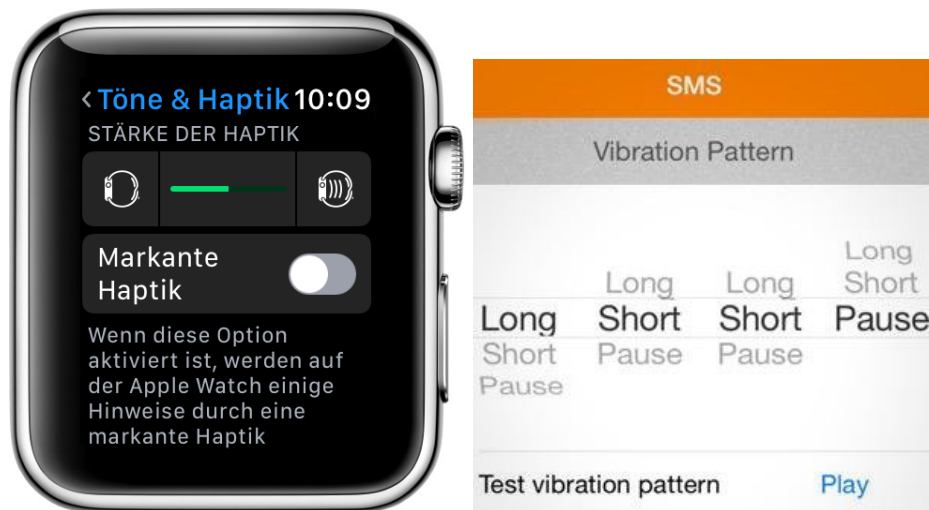 < Töne & Haptik 10:09
STÄRKE DER HAPTIK
Markante
Haptik
Wenn diese Option
aktiviert ist, werden auf
der Apple Watch einige
Hinweise durch eine
markante Haptik
SMS
Vibration Pattern
Long
Long Long Short
Long Short Short Pause
Short Pause Pause
Pause
Test vibration pattern Play